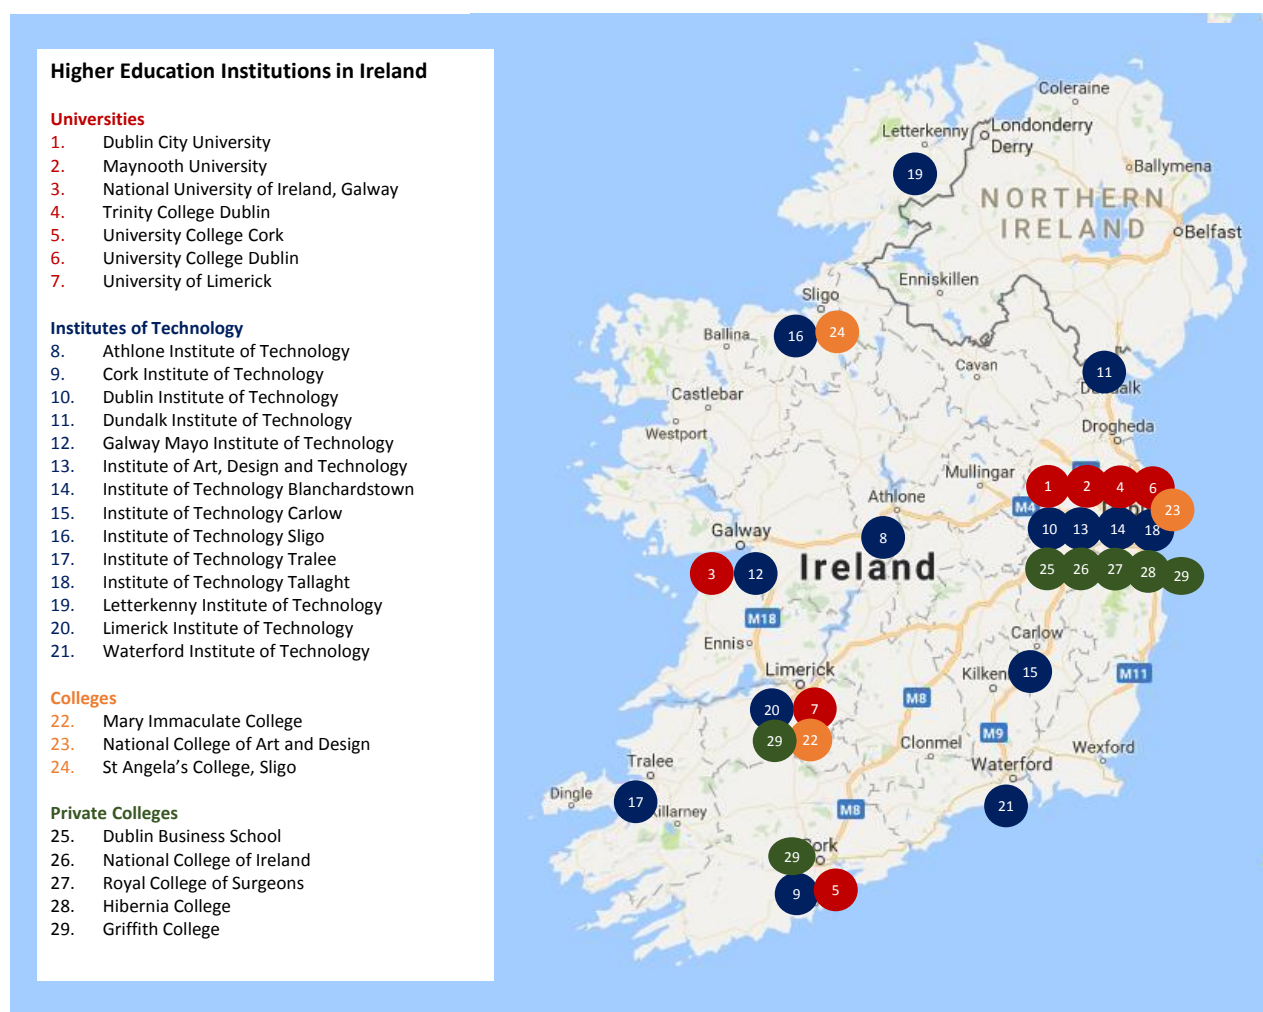 Higher Education Institutions in Ireland
Universities
1. Dublin City University
2. Maynooth University
3. National University of Ireland, Galway
4. Trinity College Dublin
5. University College Cork
6. University College Dublin
7. University of Limerick
Institutes of Technology
8. Athlone Institute of Technology
9. Cork Institute of Technology
10. Dublin Institute of Technology
11. Dundalk Institute of Technology
12. Galway Mayo Institute of Technology
13. Institute of Art, Design and Technology
14. Institute of Technology Blanchardstown
15. Institute of Technology Carlow
16. Institute of Technology Sligo
17. Institute of Technology Tralee
18. Institute of Technology Tallaght
19. Letterkenny Institute of Technology
20. Limerick Institute of Technology
21. Waterford Institute of Technology
Colleges
22. Mary Immaculate College
23. National College of Art and Design
24. St Angela's College, Sligo
Private Colleges
25. Dublin Business School
26. National College of Ireland
27. Royal College of Surgeons
28. Hibernia College
29. Griffith College
Coleraine
Letterkenny
Londonderry
Derry
Ballymena
19
NORTHERN
IRELAND
Belfast
Enniskillen
Sligo
Ballina
16
24
Cavan
11
Castlebar
Drogheda
Westport
Mullingar
1
2
4
6
Athlone
M4
23
Galway
8
10
13
14
18
Ireland
3
12
25
26
27
28
29
M18
Ennis
Carlow
Limerick
Kilken
15
M11
20
7
M8
29
22
Clonmel
M9
Wexford
Tralee
Waterford
Dingle
17
illarney
M8
21
29
ork
9
5